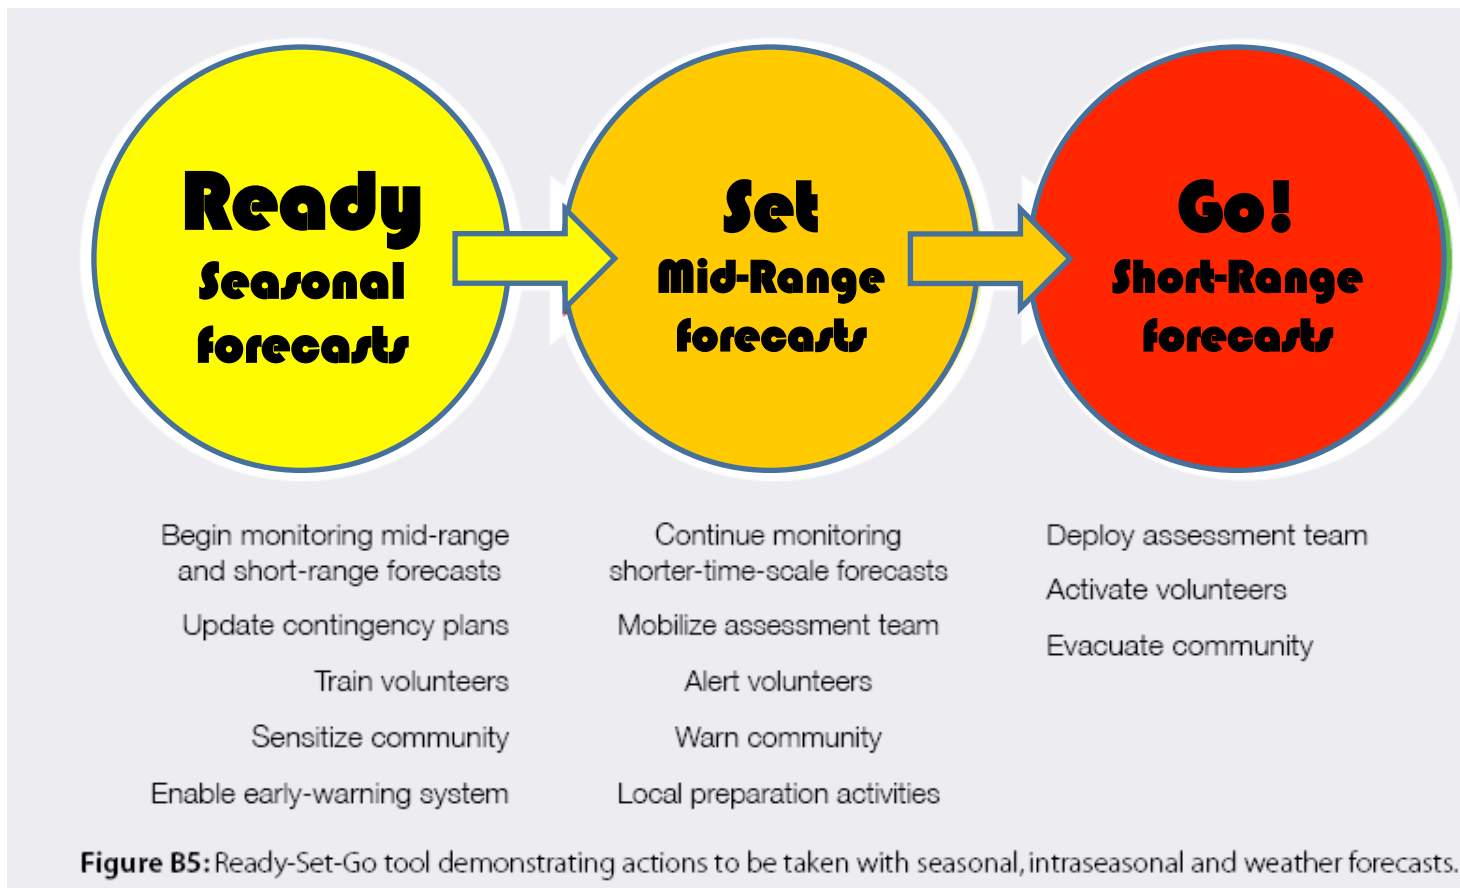 Ready
Seasonal
forecasts
Set
Mid-Range
forecasts
Go!
Short-Range
forecasts
Begin monitoring mid-range
and short-range forecasts
Update contingency plans
Train volunteers
Sensitize community
Enable early-warning system
Continue monitoring
shorter-time-scale forecasts
Mobilize assessment team
Alert volunteers
Warn community
Local preparation activities
Deploy assessment team
Activate volunteers
Evacuate community
Figure B5: Ready-Set-Go tool demonstrating actions to be taken with seasonal, intraseasonal and weather forecasts.